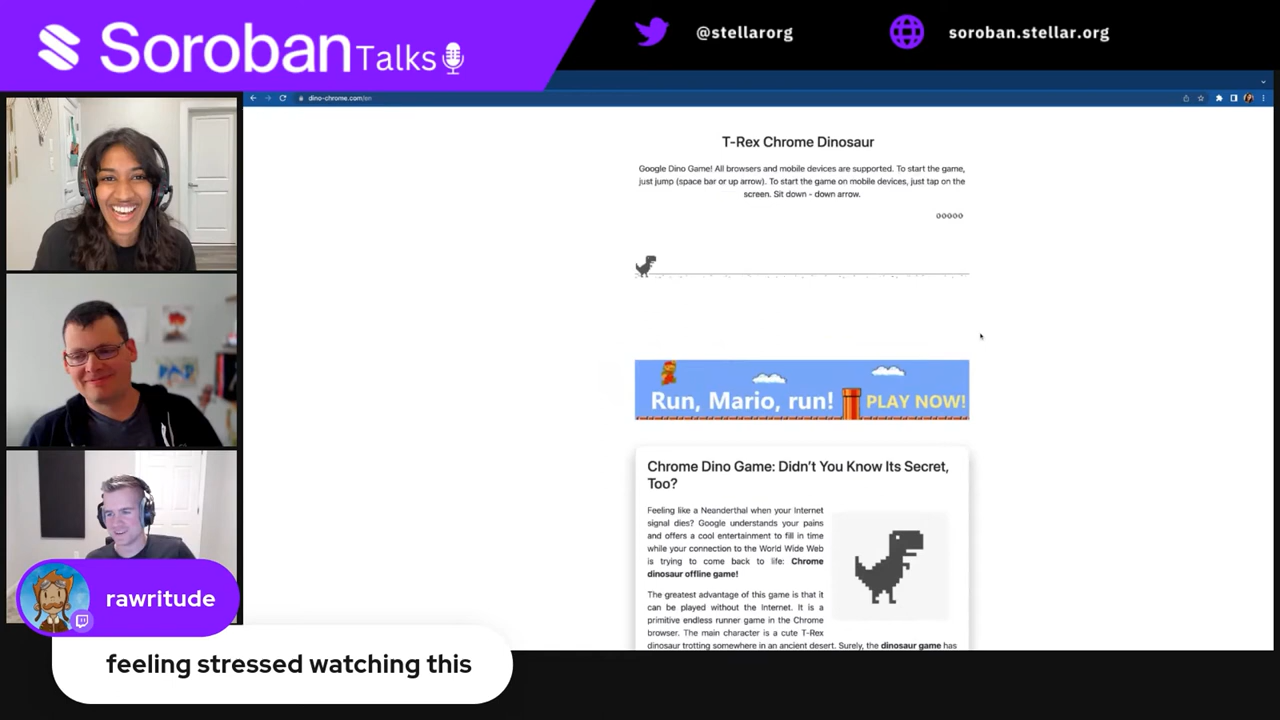 Soroban Talks
@stellarorg
soroban.stellar.org
dino-chrome.com/en
T-Rex Chrome Dinosaur
Google Dino Game! All browsers and mobile devices are supported. To start the game,
just jump (space bar or up arrow). To start the game on mobile devices, just tap on the
screen. Sit down - down arrow.
00000
Run, Mario, run! PLAY NOW!
Chrome Dino Game: Didn't You Know Its Secret,
Too?
Feeling like a Neanderthal when your Internet
signal dies? Google understands your pains
and offers a cool entertainment to fill in time
while your connection to the World Wide Web
is trying to come back to life: Chrome
dinosaur offline game!
The greatest advantage of this game is that it
can be played without the Internet. It is a
primitive endless runner game in the Chrome
browser. The main character is a cute T-Rex
dinosaur trotting somewhere in an ancient desert. Surely, the dinosaur game has
DAD
rawritude
feeling stressed watching this